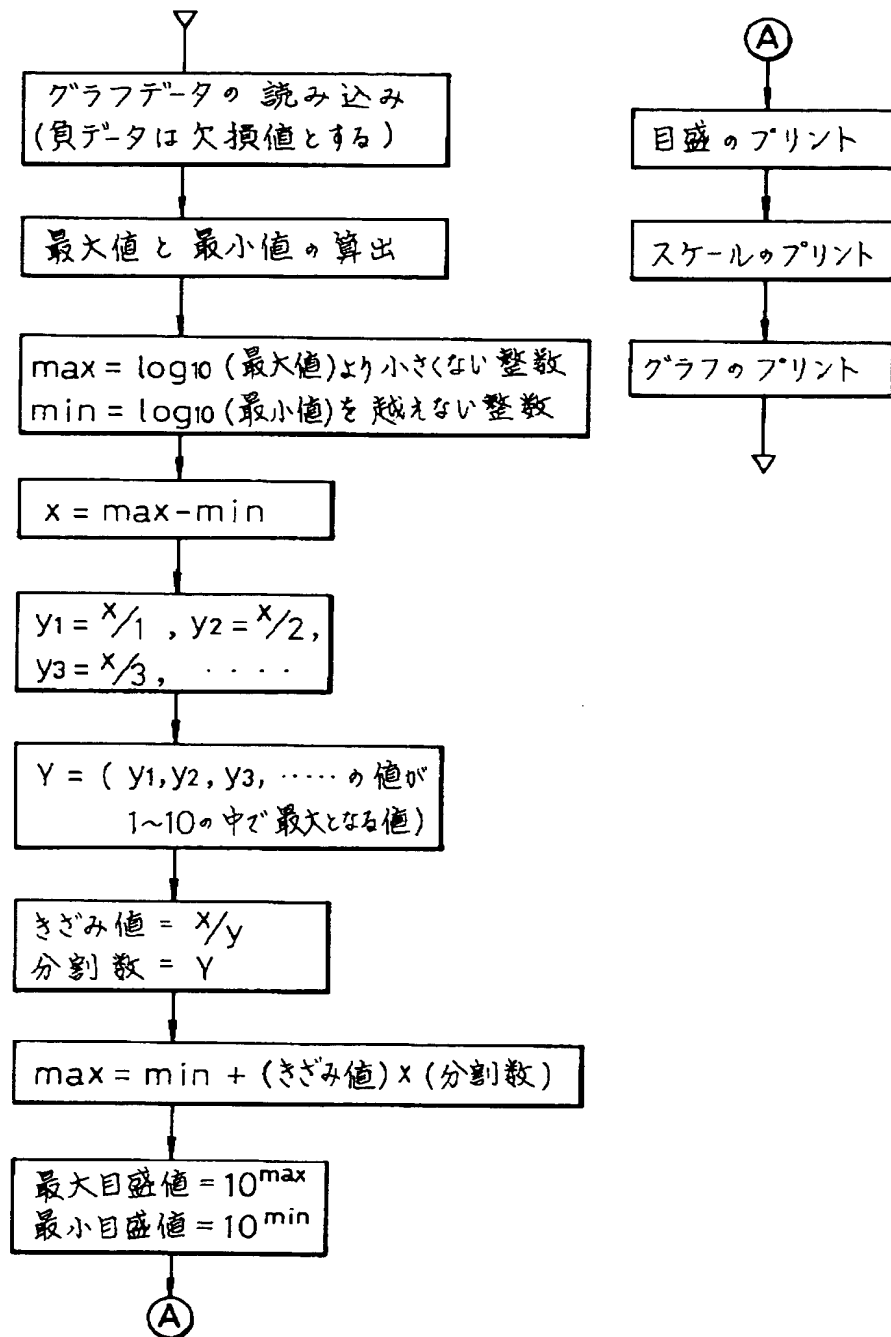 グラフデータの読み込み
(負データは欠損値とする)
最大値と最小値の算出
max = log10 (最大値)より小さくない整数
min = log10 (最小値)を越えない整数
x = max-min
y1 = x/1 , y2 = x/2,
y3 = x/3, ‥‥
Y = ( y1,y2,y3, ‥‥‥の値が
1~10の中で最大となる値)
きざみ値 = x/y
分割数 = Y
max = min + (きざみ値) x (分割数)
最大目盛値 = 10^max
最小目盛値 = 10^min
A
A
目盛のプリント
スケールのプリント
グラフのプリント